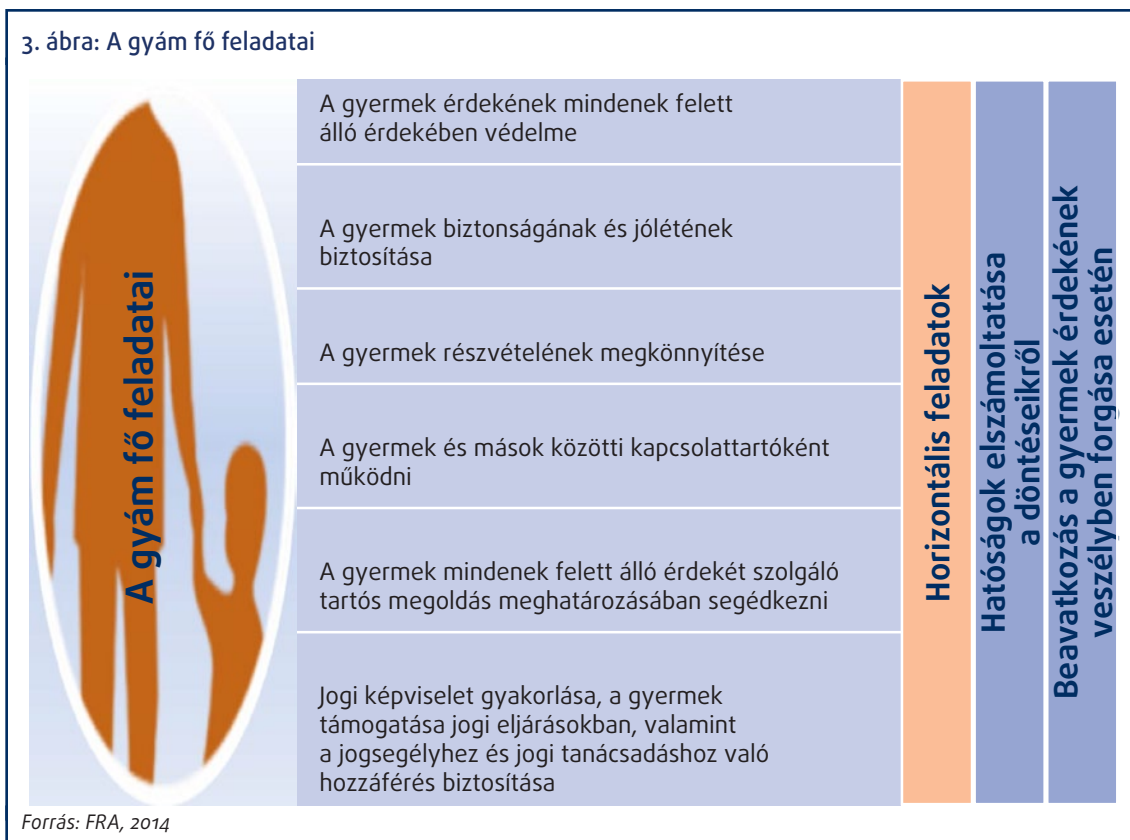 3. ábra: A gyám fő feladatai
A gyám fő feladatai
A gyermek érdekének mindenek felett
álló érdekében védelme
A gyermek biztonságának és jólétének
biztosítása
A gyermek részvételének megkönnyítése
A gyermek és mások közötti kapcsolattartóként
működni
A gyermek mindenek felett álló érdekét szolgáló
tartós megoldás meghatározásában segédkezni
Jogi képviselet gyakorlása, a gyermek
támogatása jogi eljárásokban, valamint
a jogsegélyhez és jogi tanácsadáshoz való
hozzáférés biztosítása
Horizontális feladatok
Hatóságok elszámoltatása
a döntéseikről
Beavatkozás a gyermek érdekének
veszélyben forgása esetén
Forrás: FRA, 2014